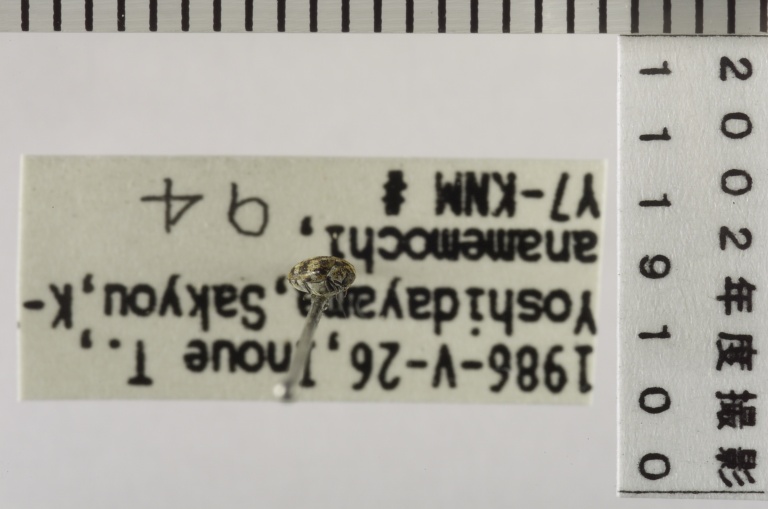 1986-V-26, Inoue T.,
Yoshidayama, Sakyou, K-
anamemochi,
Y7-KNM # 94
2002年度撮影
1119100